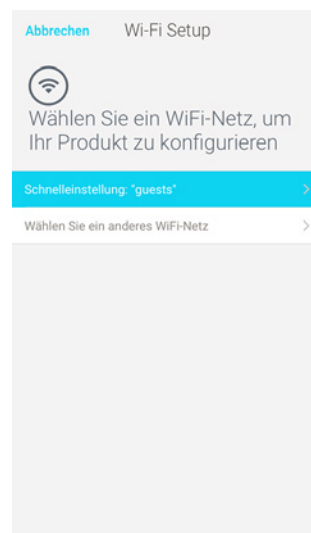 Abbrechen Wi-Fi Setup
Wählen Sie ein WiFi-Netz, um
Ihr Produkt zu konfigurieren
Schnelleinstellung: "guests"
Wählen Sie ein anderes WiFi-Netz